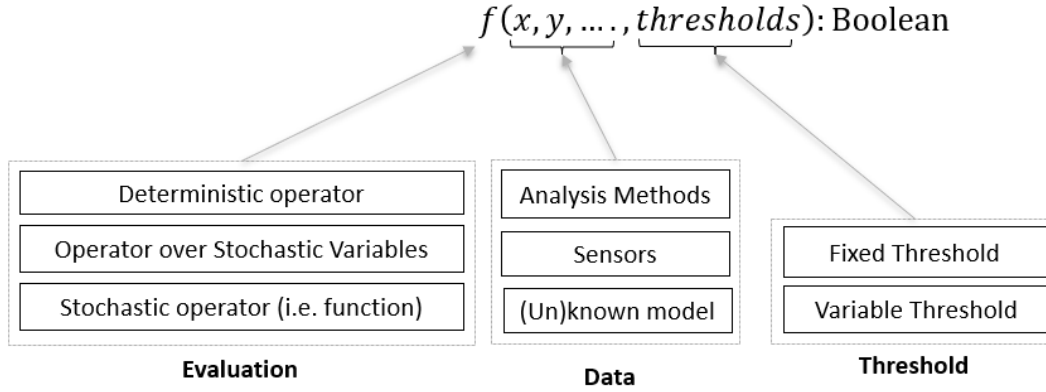 f(x, y, … . , thresholds): Boolean
Deterministic operator
Operator over Stochastic Variables
Stochastic operator (i.e. function)
Evaluation
Analysis Methods
Sensors
(Un)known model
Data
Fixed Threshold
Variable Threshold
Threshold